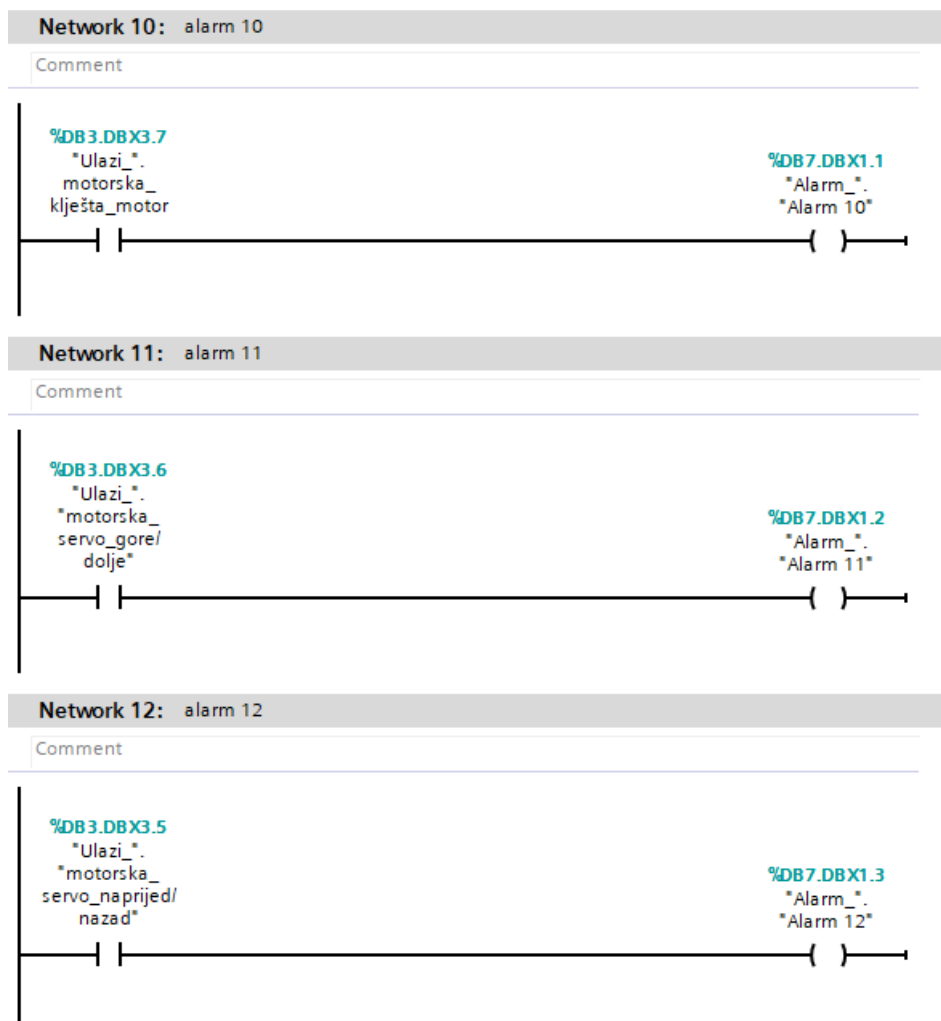 Network 10: alarm 10
Comment
%DB3.DBX3.7
"Ulazi_".
motorska_
klješta_motor
%DB7.DBX1.1
"Alarm_".
"Alarm 10"
Network 11: alarm 11
Comment
%DB3.DBX3.6
"Ulazi_".
"motorska_
servo_gore/
dolje"
%DB7.DBX1.2
"Alarm_".
"Alarm 11"
Network 12: alarm 12
Comment
%DB3.DBX3.5
"Ulazi_".
"motorska_
servo_naprijed/
nazad"
%DB7.DBX1.3
"Alarm_".
"Alarm 12"